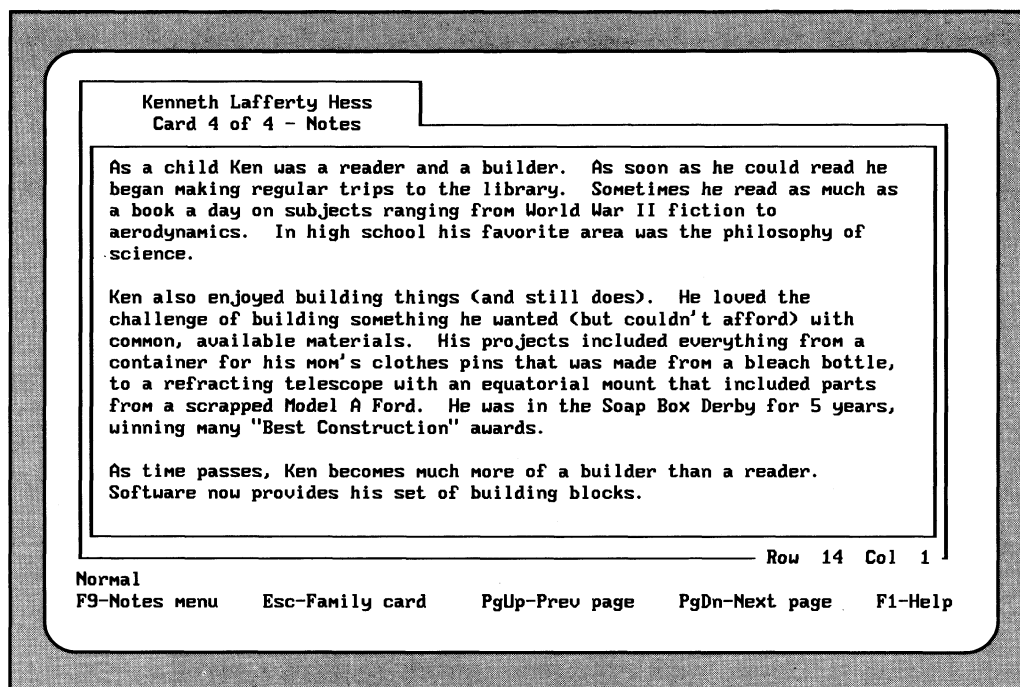 Kenneth Lafferty Hess
Card 4 of 4 - Notes
As a child Ken was a reader and a builder.  As soon as he could read he
began making regular trips to the library.  Sometimes he read as much as
a book a day on subjects ranging from World War II fiction to
aerodynamics.  In high school his favorite area was the philosophy of
science.
Ken also enjoyed building things (and still does).  He loved the
challenge of building something he wanted (but couldn't afford) with
common, available materials.  His projects included everything from a
container for his mom's clothes pins that was made from a bleach bottle,
to a refracting telescope with an equatorial mount that included parts
from a scrapped Model A Ford.  He was in the Soap Box Derby for 5 years,
winning many "Best Construction" awards.
As time passes, Ken becomes much more of a builder than a reader.
Software now provides his set of building blocks.
Row 14 Col 1
Normal
F9-Notes menu Esc-Family card PgUp-Prev page PgDn-Next page F1-Help